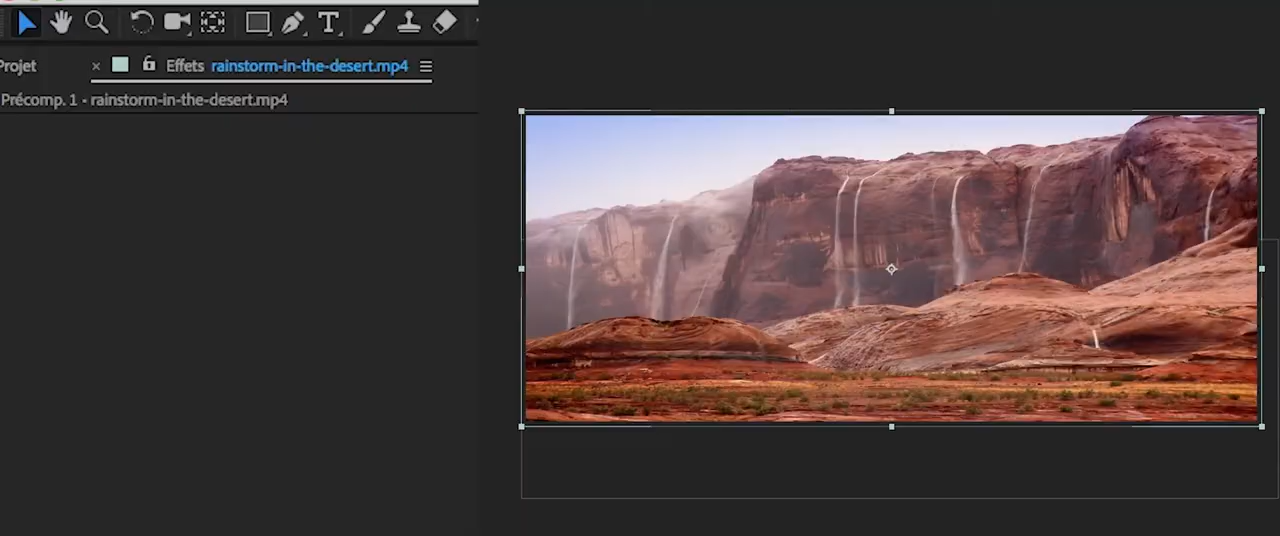 Projet × Effets rainstorm-in-the-desert.mp4
Précomp. 1 • rainstorm-in-the-desert.mp4